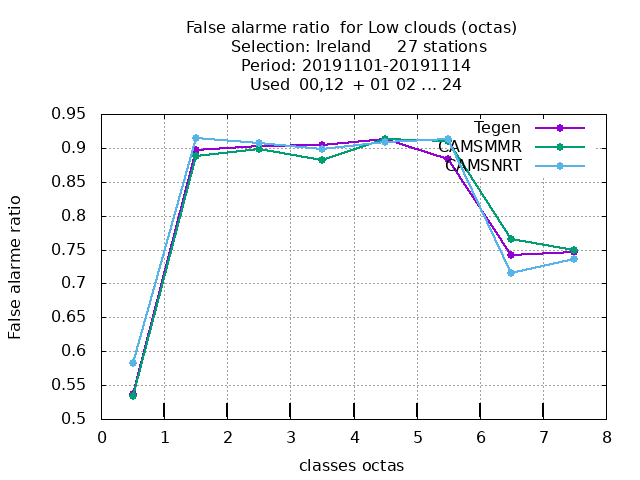 False alarme ratio  for Low clouds (octas)
Selection: Ireland     27 stations
Period: 20191101-20191114
Used  00,12  + 01 02 ... 24
0.95
0.9
0.85
0.8
0.75
0.7
0.65
0.6
0.55
0.5
False alarme ratio
Tegen
CAMSMMR
CAMSNRT
0 1 2 3 4 5 6 7 8
classes octas